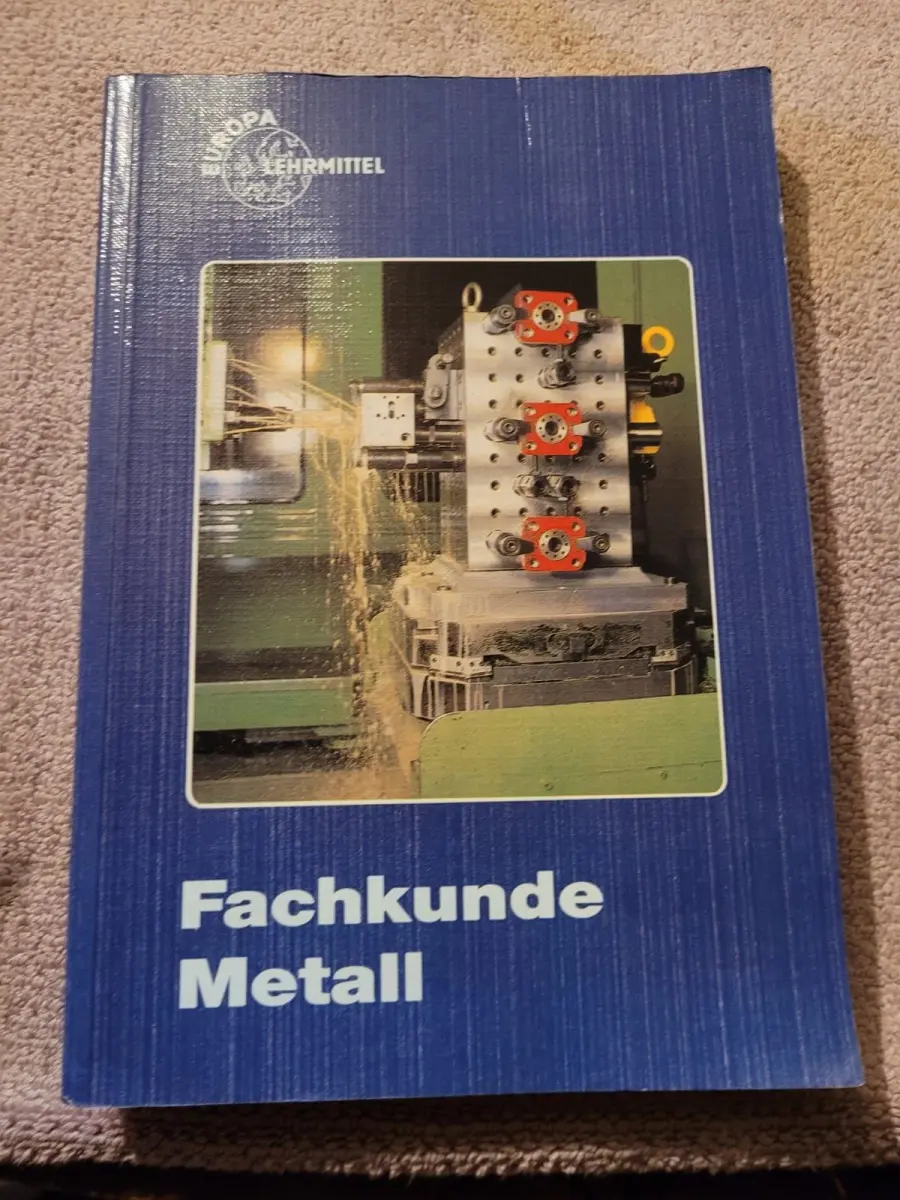 EUROPA
LEHRMITTEL
Fachkunde
Metall